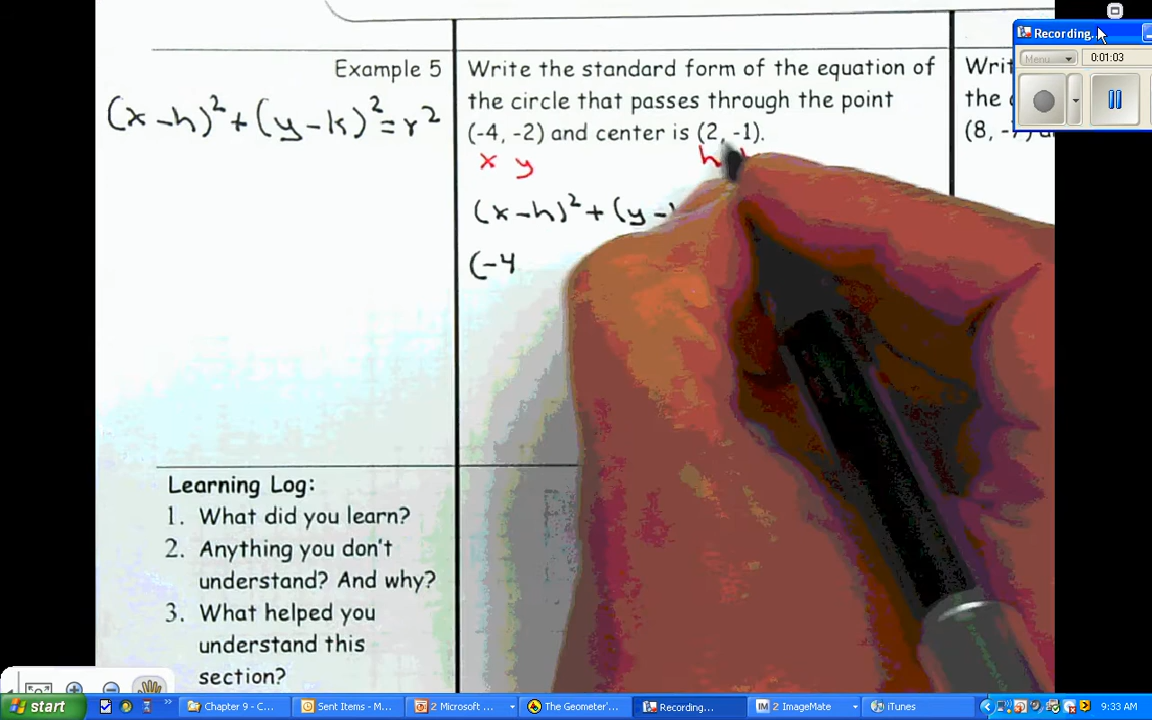 Recording...
Menu
0:01:03
Example 5
(x-h)²+(y-k)²=r²
Write the standard form of the equation of
the circle that passes through the point
(-4, -2) and center is (2, -1).
x y h
(x-h)²+(y-
(-4
Writ
the
(8, -7)
Learning Log:
1. What did you learn?
2. Anything you don't
understand? And why?
3. What helped you
understand this
section?
start
Chapter 9 - C...
Sent Items - M...
2 Microsoft ...
The Geometer'...
Recording...
2 ImageMate
iTunes
9:33 AM